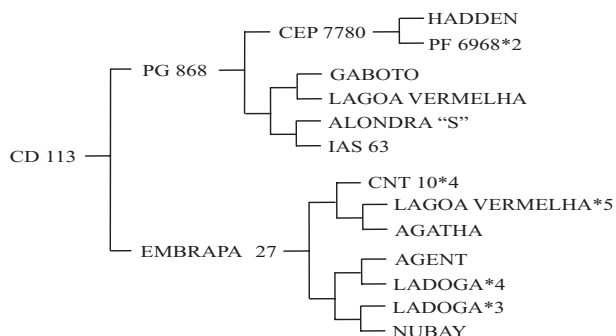 HADDEN
CEP 7780
PF 6968*2
PG 868
GABOTO
LAGOA VERMELHA
ALONDRA “S”
CD 113
IAS 63
CNT 10*4
LAGOA VERMELHA*5
AGATHA
EMBRAPA 27
AGENT
LADOGA*4
LADOGA*3
NUBAY